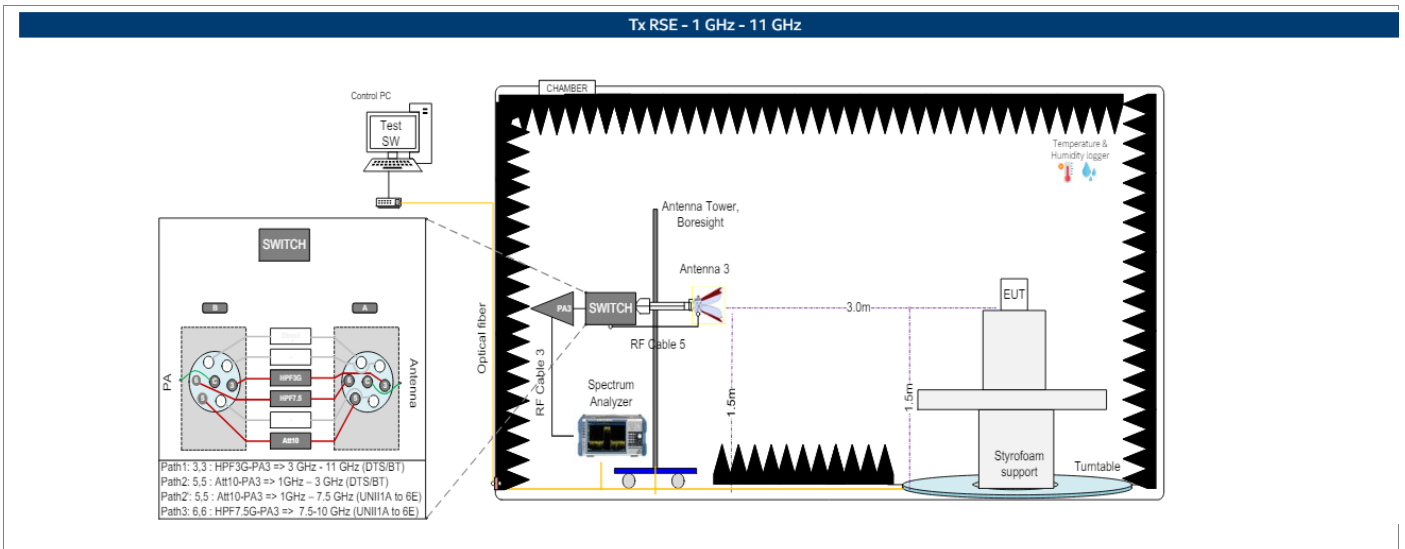 Tx RSE - 1 GHz - 11 GHz
CHAMBER
Control PC
Test
SW
Temperature &
Humidity logger
Antenna Tower,
Boresight
Antenna 3
SWITCH
B
A
PA
Antenna
C
3
C
3
HPF3G
HPF7.5
Att10
Path1: 3,3 : HPF3G-PA3 => 3 GHz - 11 GHz (DTS/BT)
Path2: 5,5 : Att10-PA3 => 1GHz – 3 GHz (DTS/BT)
Path2': 5,5 : Att10-PA3 => 1GHz – 7.5 GHz (UNII1A to 6E)
Path3: 6,6 : HPF7.5G-PA3 => 7.5-10 GHz (UNII1A to 6E)
Optical fiber
PA3
SWITCH
RF Cable 5
RF Cable 3
Spectrum
Analyzer
3.0m
1.5m
1.5m
EUT
Styrofoam
support
Turntable